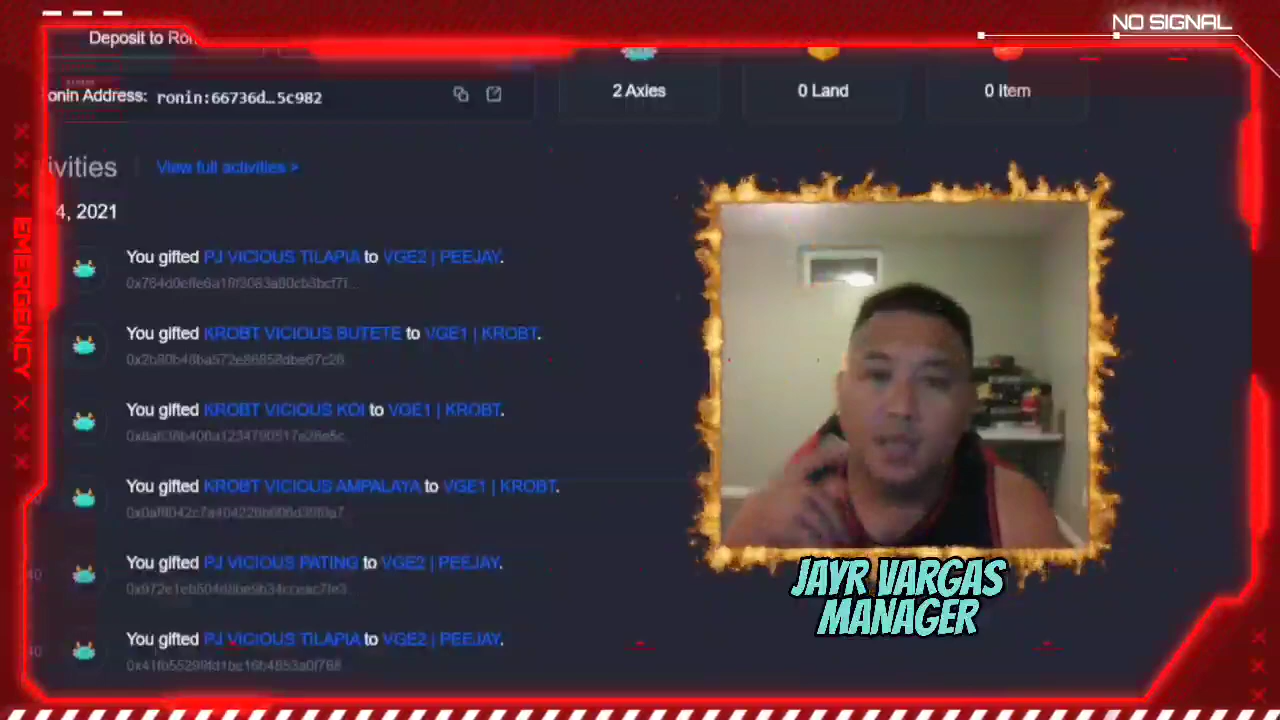 NO SIGNAL
Deposit to Ron
onin Address: ronin:66736d...5c982
2 Axies
0 Land
0 Item
ivities
View full activities >
4, 2021
You gifted PJ VICIOUS TILAPIA to VGE2 | PEEJAY.
You gifted KROBT VICIOUS BUTETE to VGE1 | KROBT.
You gifted KROBT VICIOUS KOI to VGE1 | KROBT.
You gifted KROBT VICIOUS AMPALAYA to VGE1 | KROBT.
You gifted PJ VICIOUS PATING to VGE2 | PEEJAY.
You gifted PJ VICIOUS TILAPIA to VGE2 | PEEJAY.
EMERGENCY
JAYR VARGAS
MANAGER